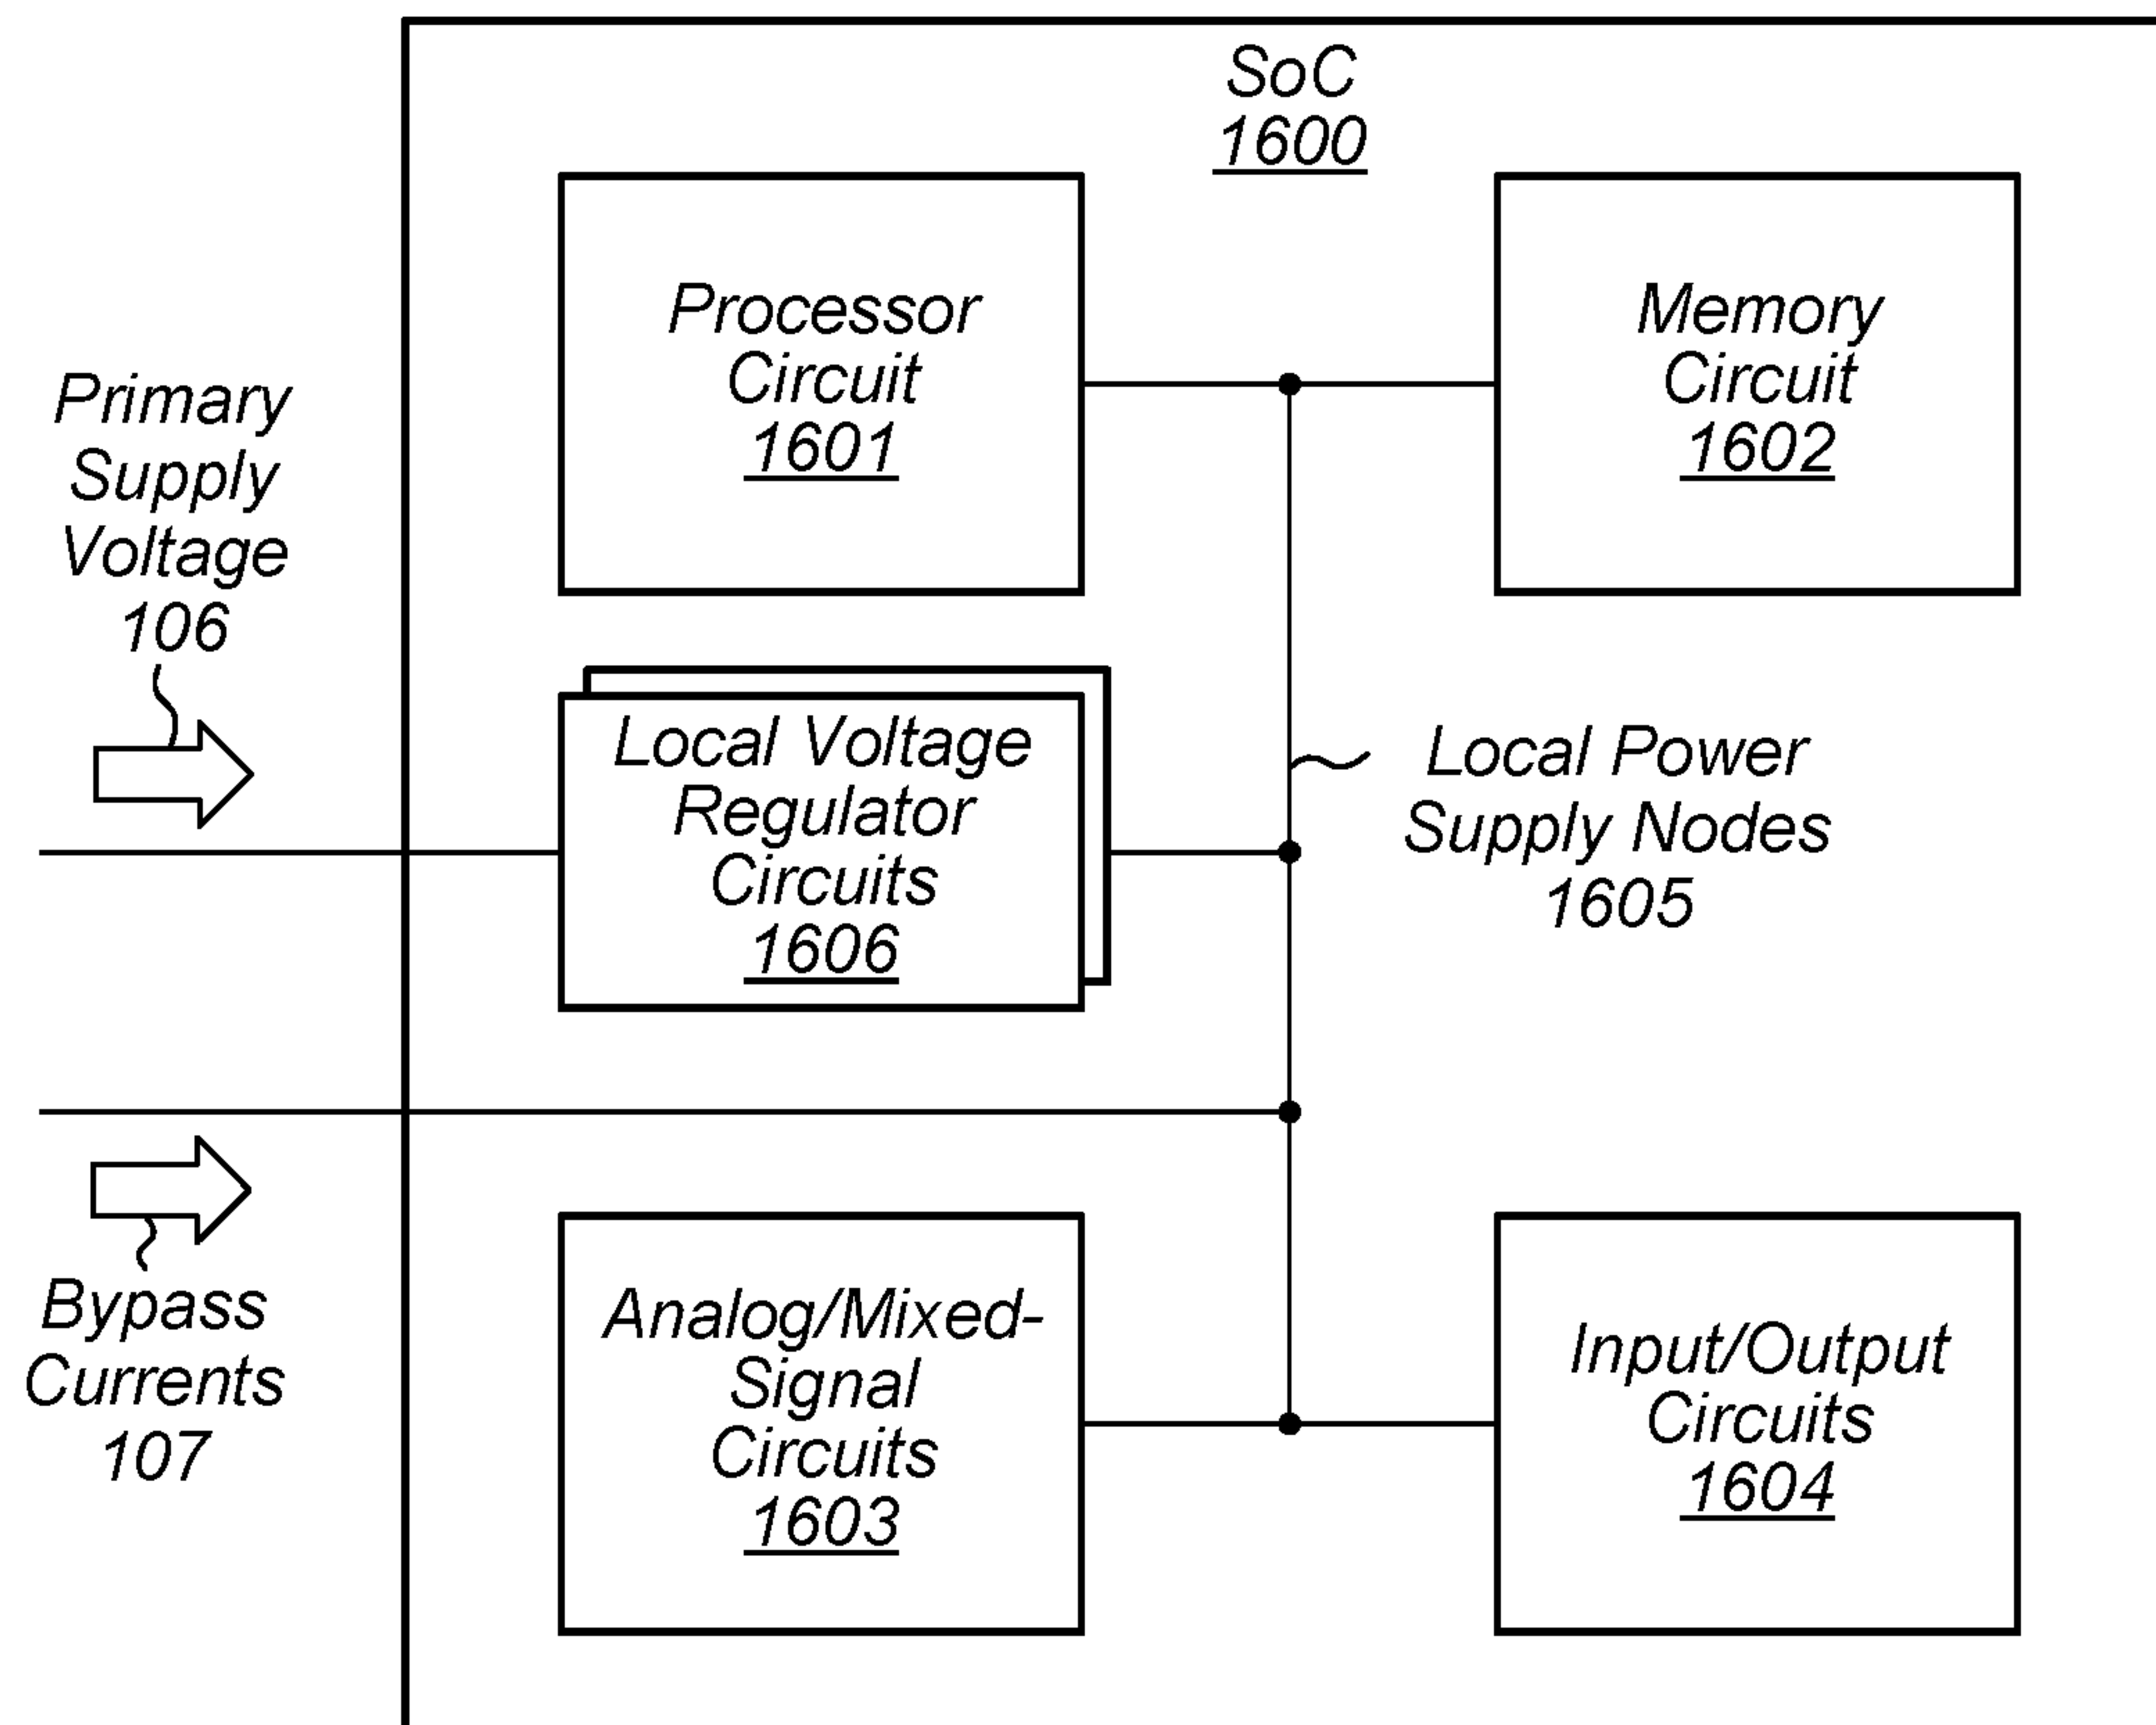 SoC
1600
Processor
Circuit
1601
Memory
Circuit
1602
Primary
Supply
Voltage
106
Local Voltage
Regulator
Circuits
1606
Local Power
Supply Nodes
1605
Bypass
Currents
107
Analog/Mixed-
Signal
Circuits
1603
Input/Output
Circuits
1604